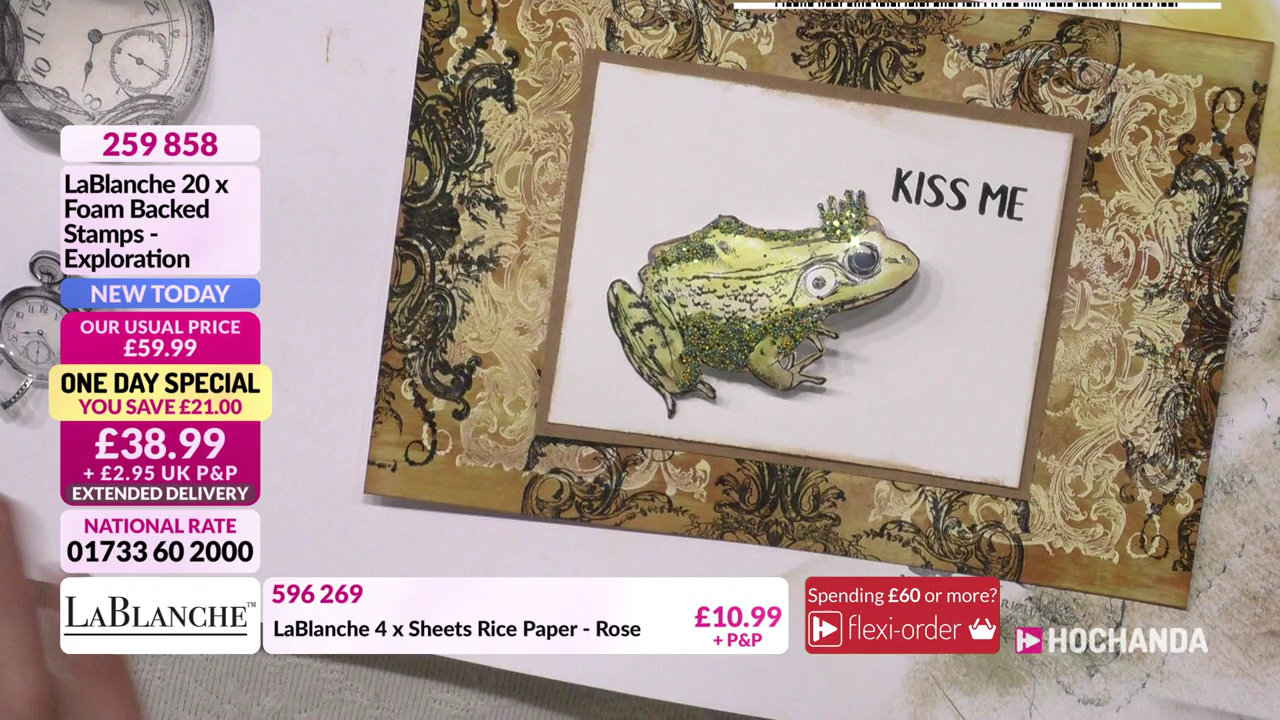 259 858
LaBlanche 20 x
Foam Backed
Stamps -
Exploration
NEW TODAY
OUR USUAL PRICE
£59.99
ONE DAY SPECIAL
YOU SAVE £21.00
£38.99
+ £2.95 UK P&P
EXTENDED DELIVERY
NATIONAL RATE
01733 60 2000
KISS ME
LABLANCHE™
596 269
LaBlanche 4 x Sheets Rice Paper - Rose
£10.99
+ P&P
Spending £60 or more?
flexi-order
HOCHANDA